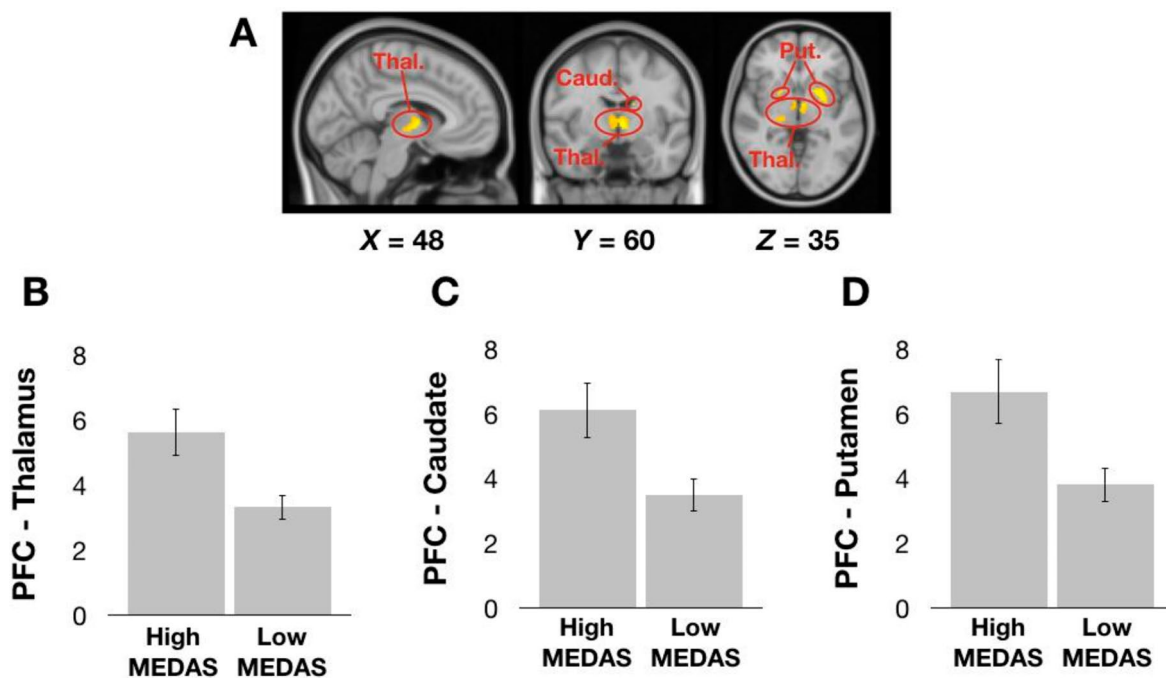 A
Thal.
Caud.
Thal.
Put.
Thal.
X = 48
Y = 60
Z = 35
B
PFC - Thalamus
8
6
4
2
0
High
MEDAS
Low
MEDAS
C
PFC - Caudate
8
6
4
2
0
High
MEDAS
Low
MEDAS
D
PFC - Putamen
8
6
4
2
0
High
MEDAS
Low
MEDAS